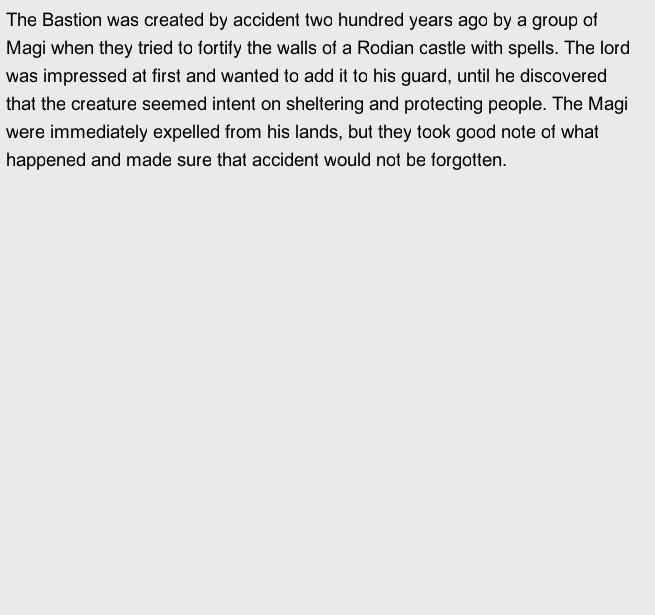 The Bastion was created by accident two hundred years ago by a group of
Magi when they tried to fortify the walls of a Rodian castle with spells. The lord
was impressed at first and wanted to add it to his guard, until he discovered
that the creature seemed intent on sheltering and protecting people. The Magi
were immediately expelled from his lands, but they took good note of what
happened and made sure that accident would not be forgotten.